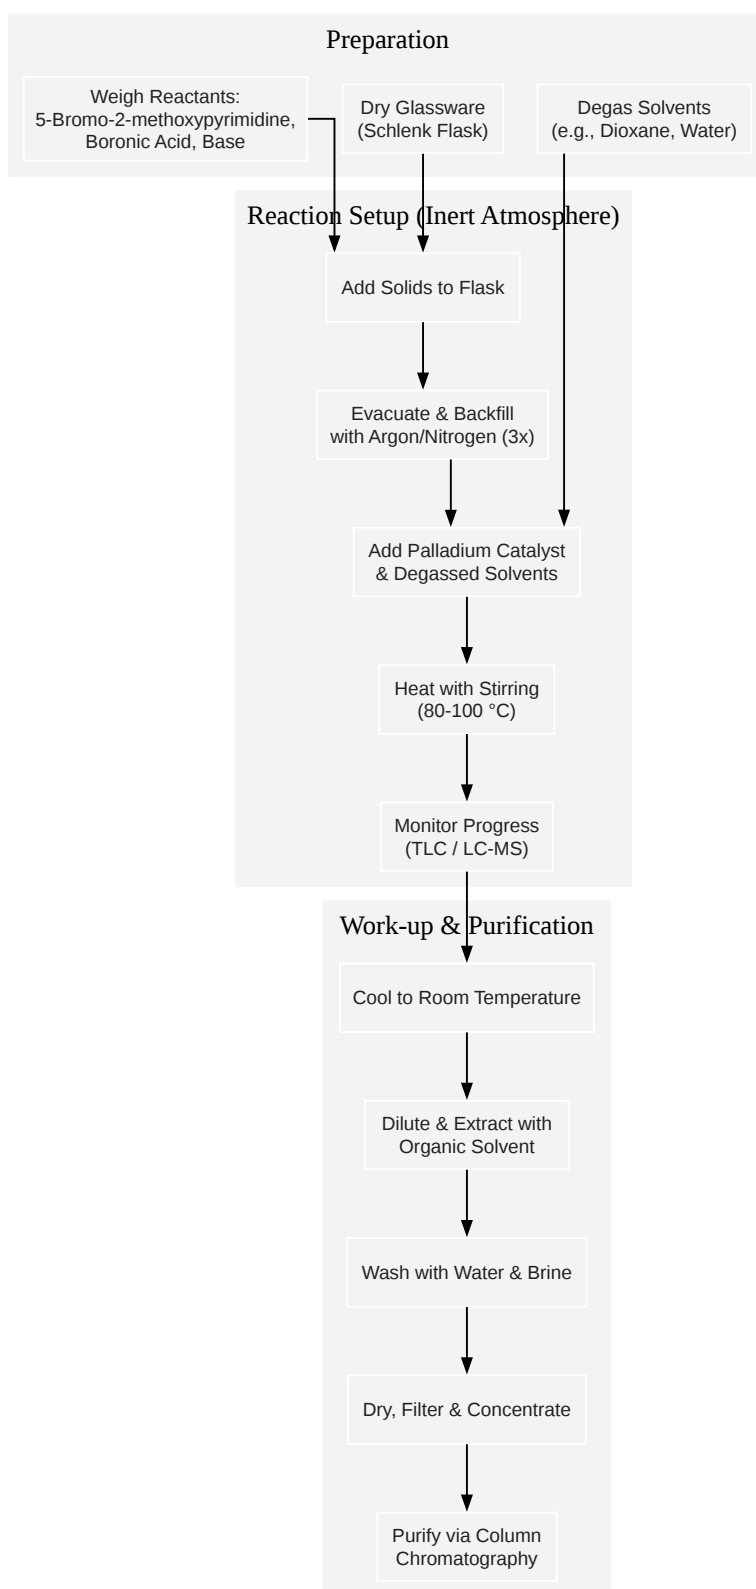 Preparation
Weigh Reactants:
5-Bromo-2-methoxypyrimidine,
Boronic Acid, Base
Dry Glassware
(Schlenk Flask)
Degas Solvents
(e.g., Dioxane, Water)
Reaction Setup (Inert Atmosphere)
Add Solids to Flask
Evacuate & Backfill
with Argon/Nitrogen (3x)
Add Palladium Catalyst
& Degassed Solvents
Heat with Stirring
(80-100 °C)
Monitor Progress
(TLC / LC-MS)
Work-up & Purification
Cool to Room Temperature
Dilute & Extract with
Organic Solvent
Wash with Water & Brine
Dry, Filter & Concentrate
Purify via Column
Chromatography